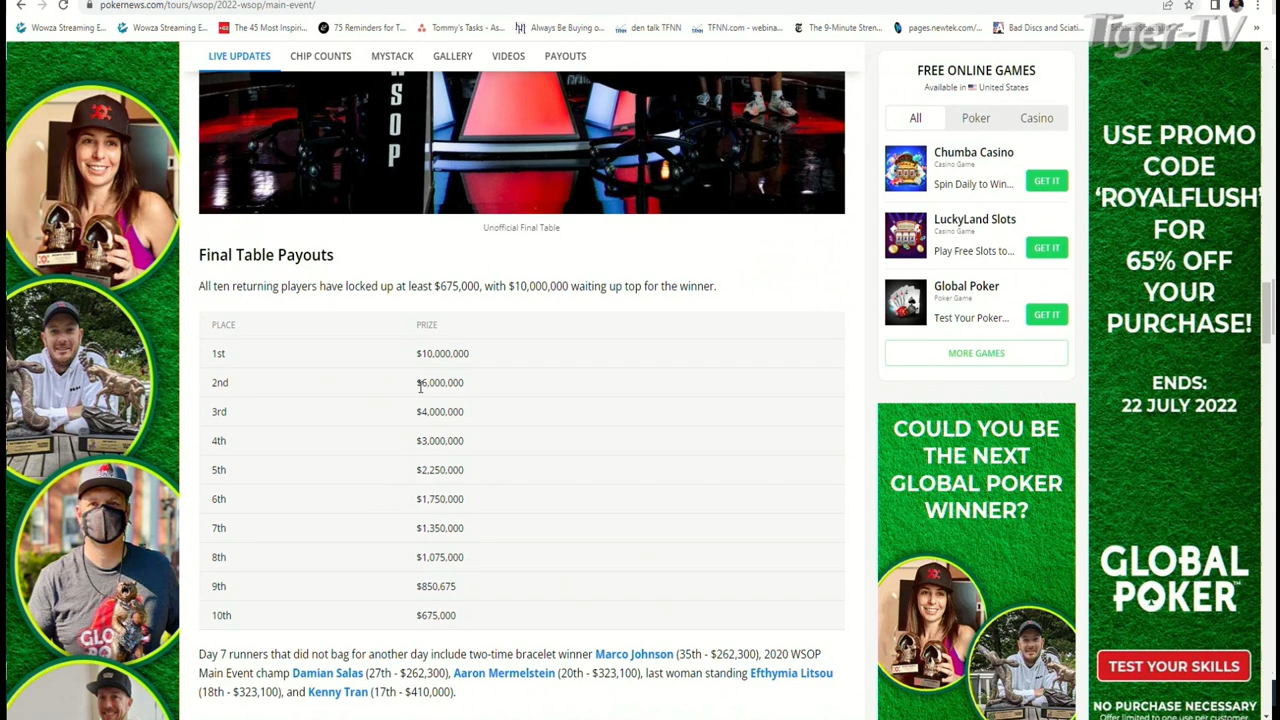 pokernews.com/tours/wsop/2022-wsop/main-event/
Wowza Streaming E... Wowza Streaming E... The 45 Most Inspiri... 75 Reminders for T... Tommy's Tasks - As... Always Be Buying o... den talk TFNN TFNN.com - webina... The 9-Minute Stren... pages.newtek.com/... Bad Discs and Sciati... »
Tiger-TV
LIVE UPDATES CHIP COUNTS MYSTACK GALLERY VIDEOS PAYOUTS
WSOP
Unofficial Final Table
Final Table Payouts
All ten returning players have locked up at least $675,000, with $10,000,000 waiting up top for the winner.
PLACE PRIZE
1st $10,000,000
2nd $6,000,000
3rd $4,000,000
4th $3,000,000
5th $2,250,000
6th $1,750,000
7th $1,350,000
8th $1,075,000
9th $850,675
10th $675,000
Day 7 runners that did not bag for another day include two-time bracelet winner Marco Johnson (35th - $262,300), 2020 WSOP
Main Event champ Damian Salas (27th - $262,300), Aaron Mermelstein (20th - $323,100), last woman standing Efthymia Litsou
(18th - $323,100), and Kenny Tran (17th - $410,000).
FREE ONLINE GAMES
Available in United States
All Poker Casino
Chumba Casino
Casino Game
Spin Daily to Win...
GET IT
LuckyLand Slots
Casino Game
Play Free Slots to...
GET IT
Global Poker
Poker Game
Test Your Poker...
GET IT
MORE GAMES
COULD YOU BE
THE NEXT
GLOBAL POKER
WINNER?
USE PROMO
CODE
'ROYALFLUSH'
FOR
65% OFF
YOUR
PURCHASE!
ENDS:
22 JULY 2022
GLOBAL
POKER™
TEST YOUR SKILLS
NO PURCHASE NECESSARY
Offer limited to one use per customer